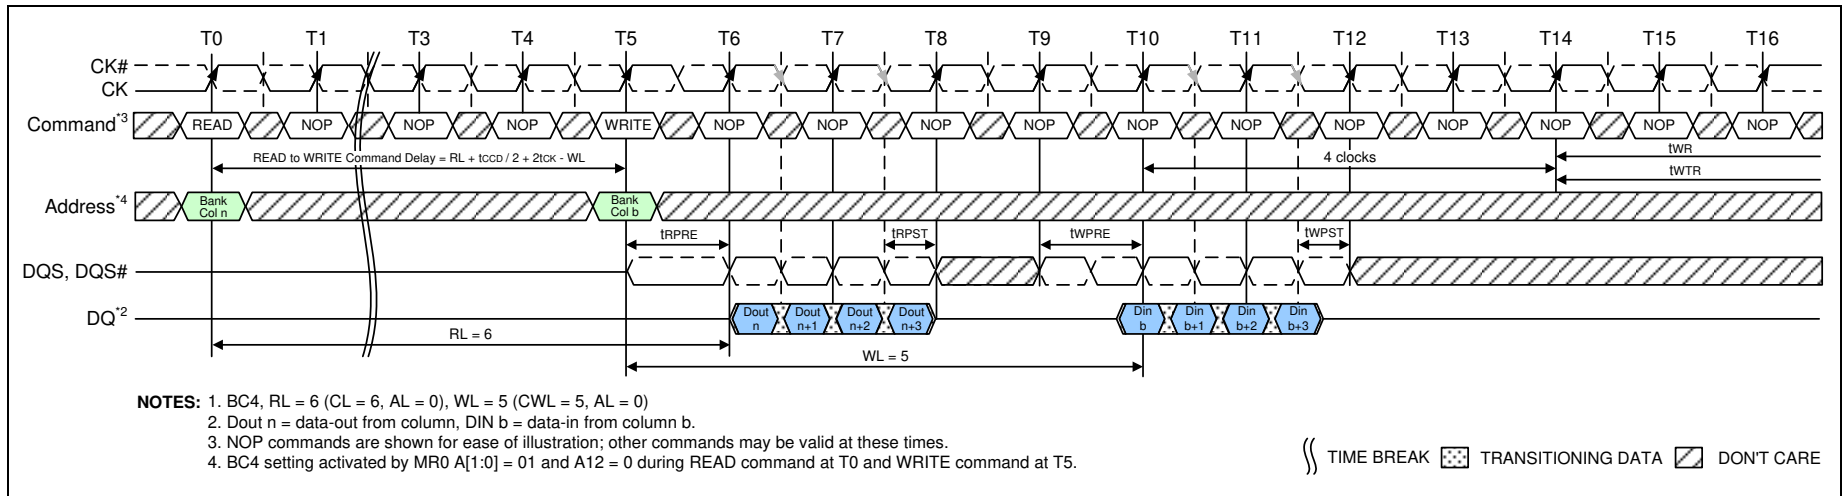 T0 T1 T3 T4 T5 T6 T7 T8 T9 T10 T11 T12 T13 T14 T15 T16
CK#
CK
Command*3 READ NOP NOP NOP WRITE NOP NOP NOP NOP NOP NOP NOP NOP NOP NOP NOP
READ to WRITE Command Delay = RL + tCCD / 2 + 2tCK - WL
4 clocks
tWR
tWTR
Address*4
Bank
Col n
Bank
Col b
tRPRE tRPST tWPRE tWPST
DQS, DQS#
DQ*2
Dout
n
Dout
n+1
Dout
n+2
Dout
n+3
Din
b
Din
b+1
Din
b+2
Din
b+3
RL = 6
WL = 5
NOTES: 1. BC4, RL = 6 (CL = 6, AL = 0), WL = 5 (CWL = 5, AL = 0)
2. Dout n = data-out from column, DIN b = data-in from column b.
3. NOP commands are shown for ease of illustration; other commands may be valid at these times.
4. BC4 setting activated by MR0 A[1:0] = 01 and A12 = 0 during READ command at T0 and WRITE command at T5.
TIME BREAK TRANSITIONING DATA DON'T CARE